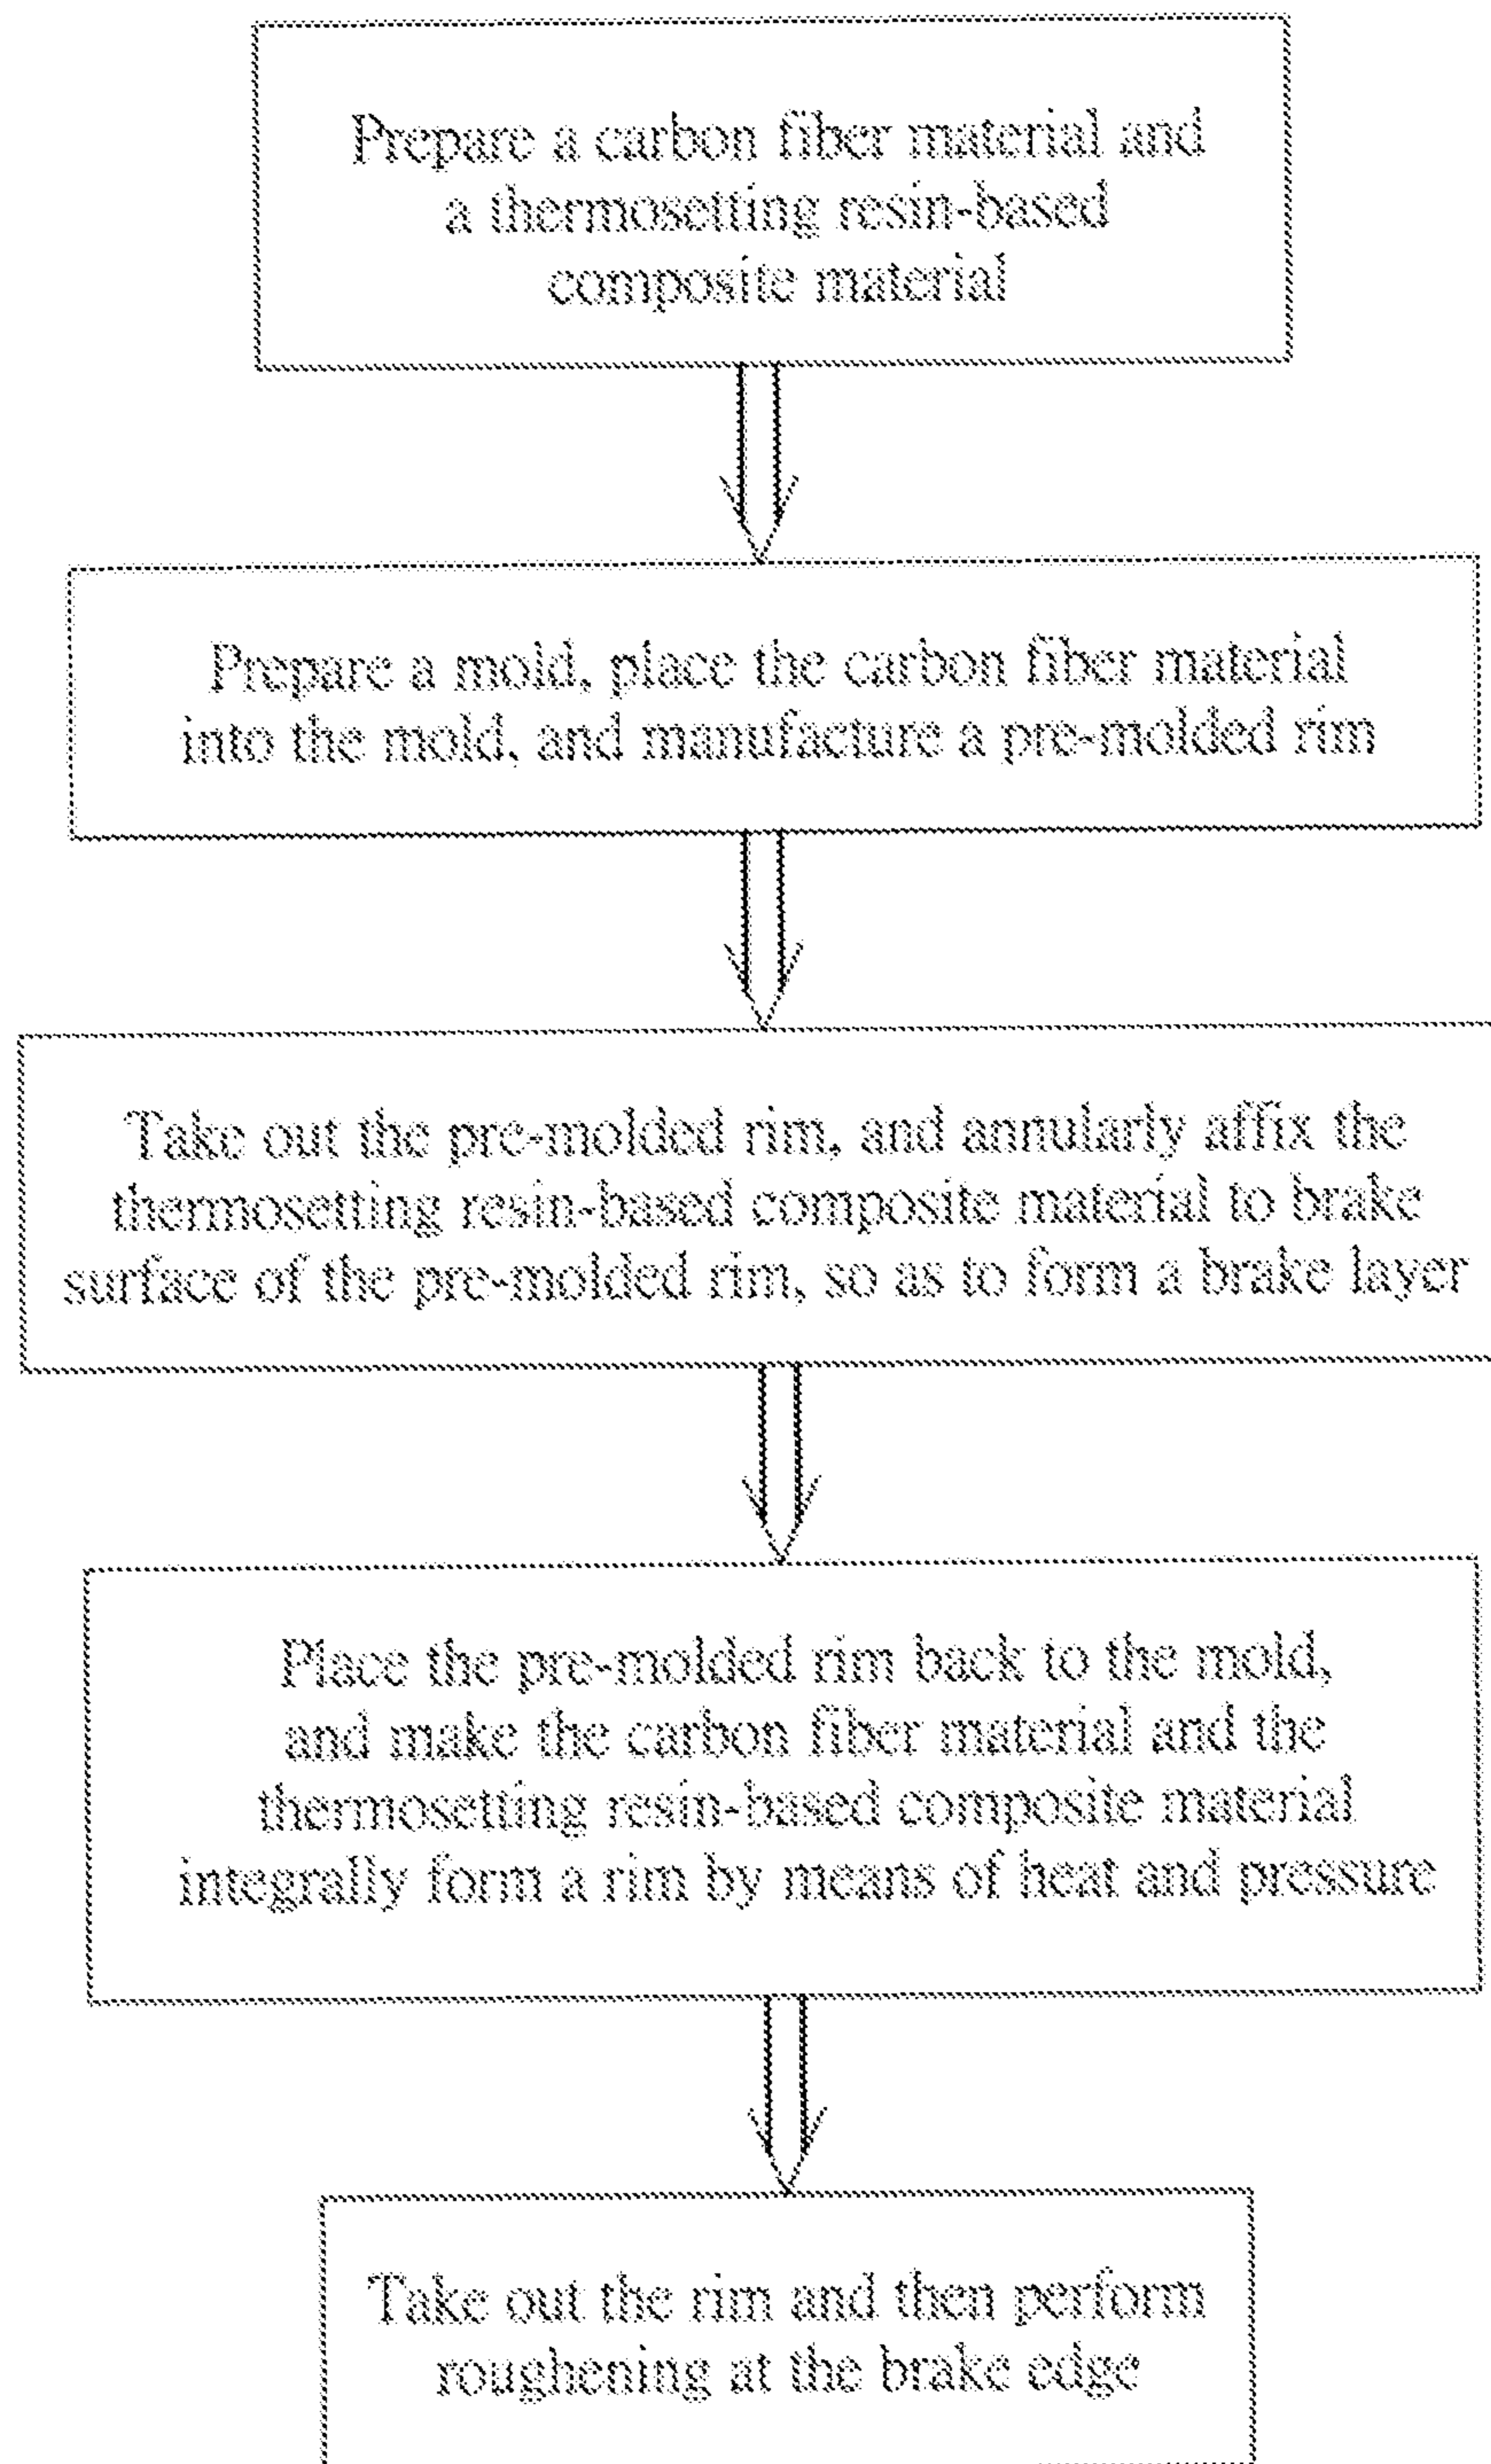 Prepare a carbon fiber material and
a thermosetting resin-based
composite material
Prepare a mold, place the carbon fiber material
into the mold, and manufacture a pre-molded rim
Take out the pre-molded rim, and annularly affix the
thermosetting resin-based composite material to brake
surface of the pre-molded rim, so as to form a brake layer
Place the pre-molded rim back to the mold,
and make the carbon fiber material and the
thermosetting resin-based composite material
integrally form a rim by means of heat and pressure
Take out the rim and then perform
roughening at the brake edge